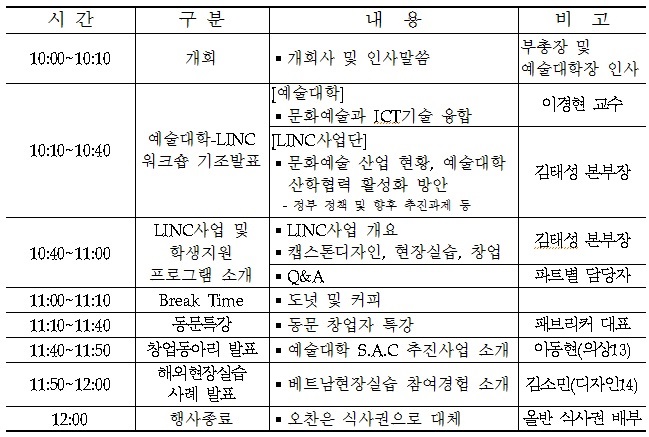 시 간 구 분 내 용 비 고
10:00~10:10 개회 ▪ 개회사 및 인사말씀 부총장 및
예술대학장 인사
10:10~10:40 예술대학-LINC
워크숍 기조발표
[예술대학]
▪ 문화예술과 ICT기술 융합 이경현 교수
[LINC사업단]
▪ 문화예술 산업 현황, 예술대학
산학협력 활성화 방안
- 정부 정책 및 향후 추진과제 등
김태성 본부장
10:40~11:00 LINC사업 및
학생지원
프로그램 소개
▪ LINC사업 개요
▪ 캡스톤디자인, 현장실습, 창업
김태성 본부장
▪ Q&A 파트별 담당자
11:00~11:10 Break Time ▪ 도넛 및 커피
11:10~11:40 동문특강 ▪ 동문 창업자 특강 패브리커 대표
11:40~11:50 창업동아리 발표 ▪ 예술대학 S.A.C 추진사업 소개 이동현(의상13)
11:50~12:00 해외현장실습
사례 발표
▪ 베트남현장실습 참여경험 소개 김소민(디자인14)
12:00 행사종료 ▪ 오찬은 식사권으로 대체 올반 식사권 배부